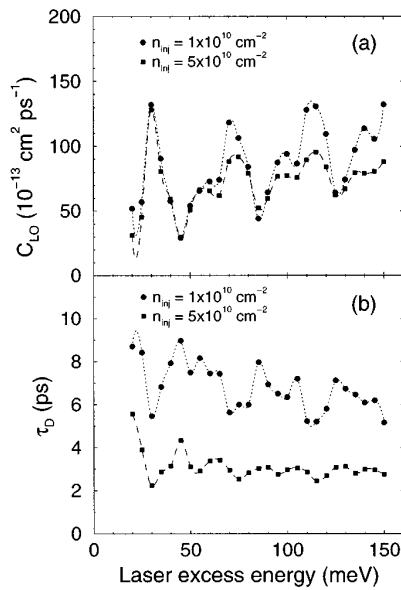 200
(a)
n_inj = 1x10^10 cm^-2
n_inj = 5x10^10 cm^-2
150
100
50
0
C_LO (10^-13 cm^2 ps^-1)
(b)
n_inj = 1x10^10 cm^-2
n_inj = 5x10^10 cm^-2
10
8
6
4
2
0
τ_D (ps)
0 50 100 150
Laser excess energy (meV)